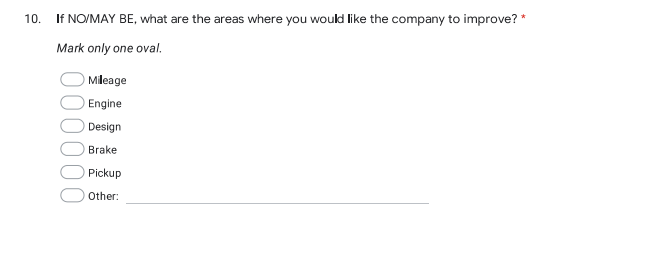 10. If NO/MAY BE, what are the areas where you would like the company to improve? *
Mark only one oval.
Mileage
Engine
Design
Brake
Pickup
Other: